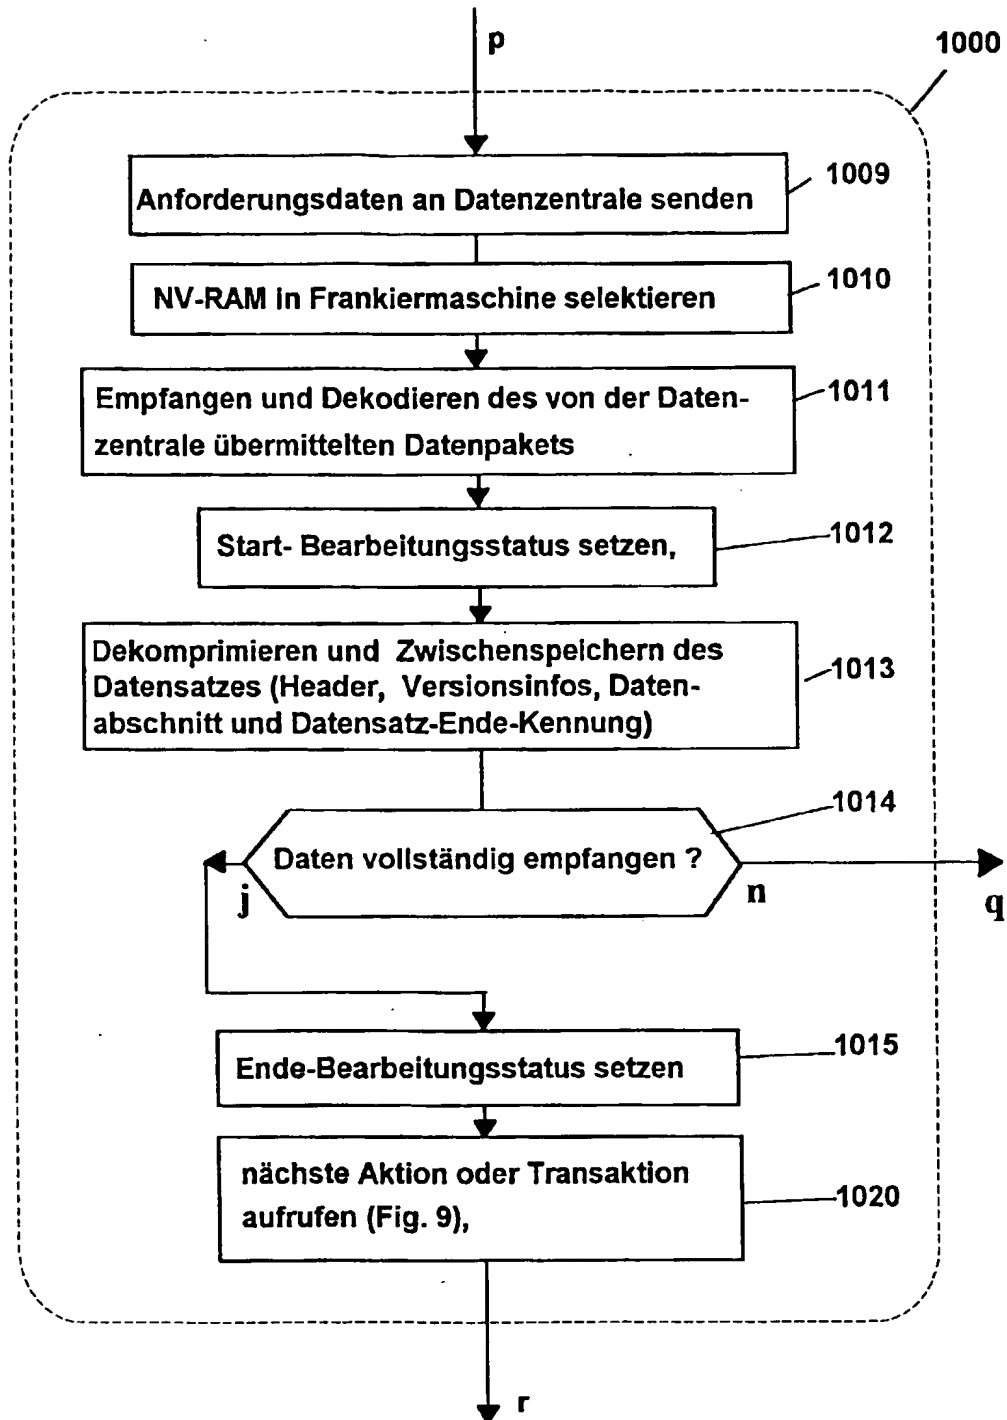 p
1000
Anforderungsdaten an Datenzentrale senden
1009
NV-RAM in Frankiermaschine selektieren
1010
Empfangen und Dekodieren des von der Daten-
zentrale übermittelten Datenpakets
1011
Start- Bearbeitungsstatus setzen,
1012
Dekomprimieren und Zwischenspeichern des
Datensatzes (Header, Versionsinfos, Daten-
abschnitt und Datensatz-Ende-Kennung)
1013
1014
Daten vollständig empfangen ?
j
n
q
Ende-Bearbeitungsstatus setzen
1015
nächste Aktion oder Transaktion
aufrufen (Fig. 9),
1020
r